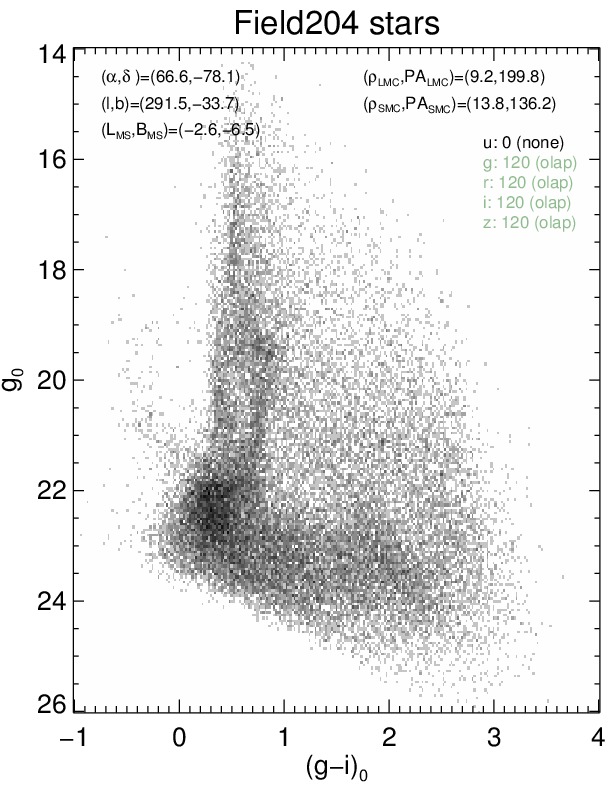 Field204 stars
(α,δ )=(66.6,−78.1)
(l,b)=(291.5,−33.7)
(LMS,BMS)=(−2.6,−6.5)
(ρLMC,PALMC)=(9.2,199.8)
(ρSMC,PASMC)=(13.8,136.2)
u: 0 (none)
g: 120 (olap)
r: 120 (olap)
i: 120 (olap)
z: 120 (olap)
14
16
18
20
22
24
26
g0
−1 0 1 2 3 4
(g−i)0